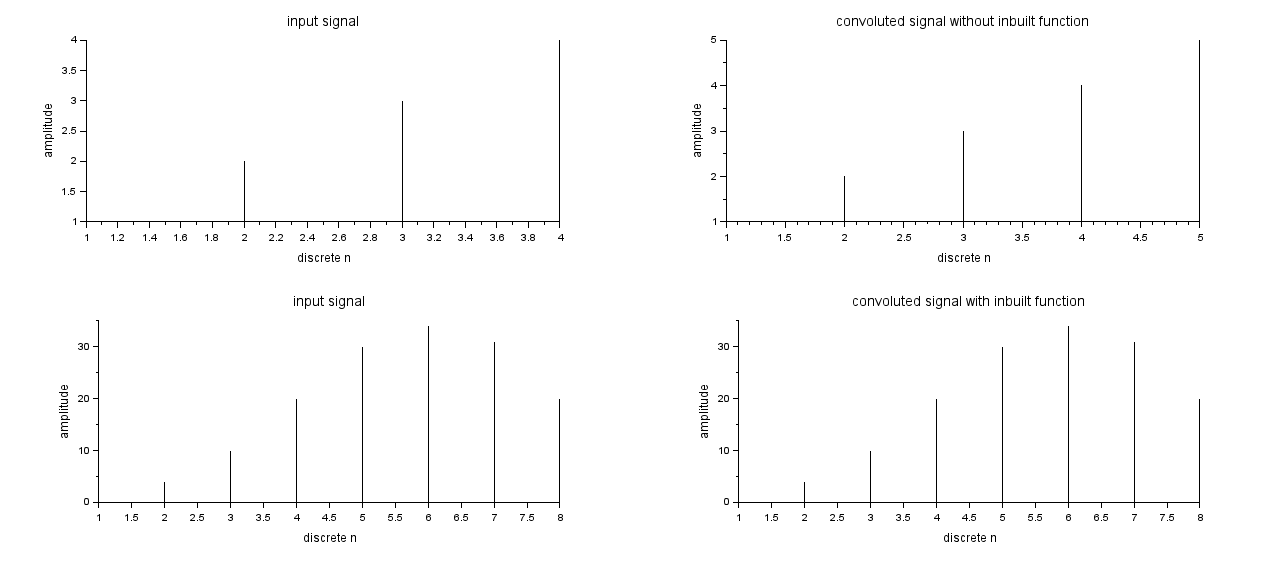 input signal
4
3.5
3
2.5
2
1.5
1
amplitude
1 1.2 1.4 1.6 1.8 2 2.2 2.4 2.6 2.8 3 3.2 3.4 3.6 3.8 4
discrete n
convoluted signal without inbuilt function
5
4
3
2
1
amplitude
1 1.5 2 2.5 3 3.5 4 4.5 5
discrete n
input signal
30
20
10
0
amplitude
1 1.5 2 2.5 3 3.5 4 4.5 5 5.5 6 6.5 7 7.5 8
discrete n
convoluted signal with inbuilt function
30
20
10
0
amplitude
1 1.5 2 2.5 3 3.5 4 4.5 5 5.5 6 6.5 7 7.5 8
discrete n